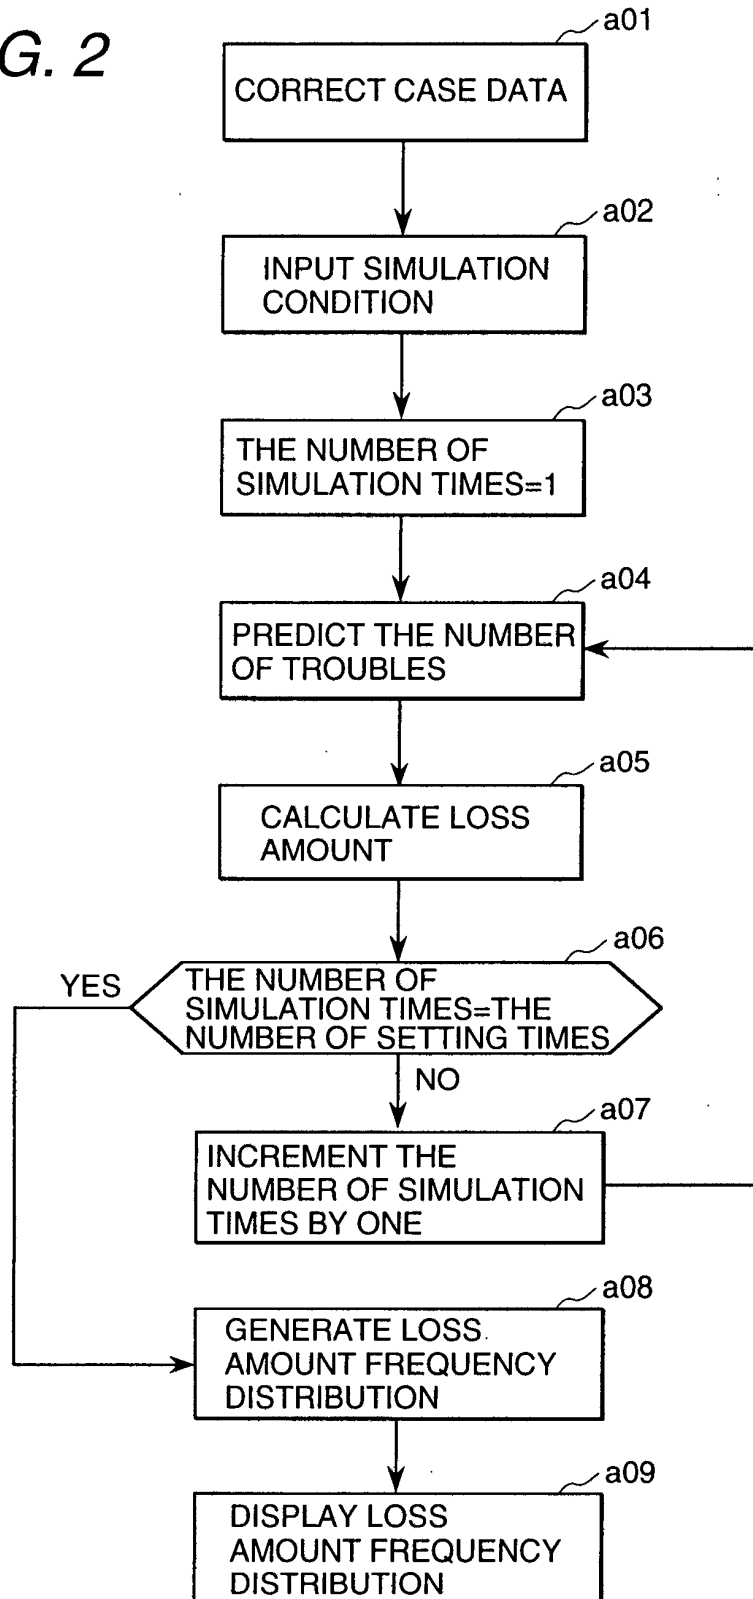 G. 2
a01
CORRECT CASE DATA
a02
INPUT SIMULATION
CONDITION
a03
THE NUMBER OF
SIMULATION TIMES=1
a04
PREDICT THE NUMBER
OF TROUBLES
a05
CALCULATE LOSS
AMOUNT
a06
YES
THE NUMBER OF
SIMULATION TIMES=THE
NUMBER OF SETTING TIMES
NO
a07
INCREMENT THE
NUMBER OF SIMULATION
TIMES BY ONE
a08
GENERATE LOSS
AMOUNT FREQUENCY
DISTRIBUTION
a09
DISPLAY LOSS
AMOUNT FREQUENCY
DISTRIBUTION